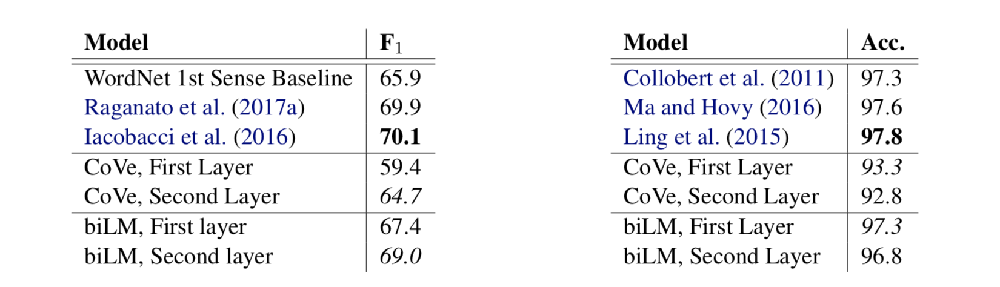 Model F1
WordNet 1st Sense Baseline 65.9
Raganato et al. (2017a) 69.9
Iacobacci et al. (2016) 70.1
CoVe, First Layer 59.4
CoVe, Second Layer 64.7
biLM, First layer 67.4
biLM, Second layer 69.0
Model Acc.
Collobert et al. (2011) 97.3
Ma and Hovy (2016) 97.6
Ling et al. (2015) 97.8
CoVe, First Layer 93.3
CoVe, Second Layer 92.8
biLM, First Layer 97.3
biLM, Second Layer 96.8